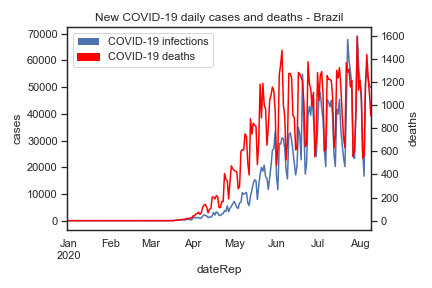 New COVID-19 daily cases and deaths - Brazil
COVID-19 infections
COVID-19 deaths
70000
60000
50000
40000
30000
20000
10000
0
cases
1600
1400
1200
1000
800
600
400
200
0
deaths
Jan Feb Mar Apr May Jun Jul Aug
2020
dateRep